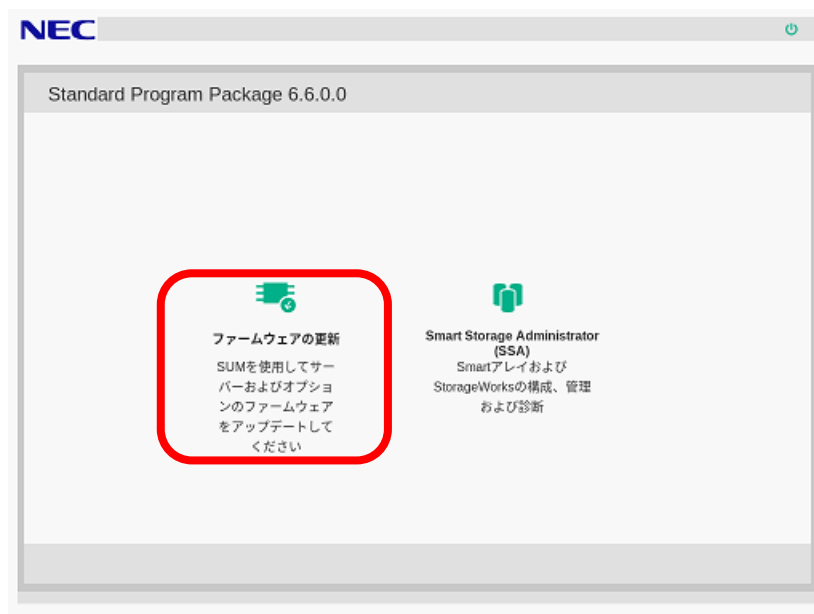 NEC
Standard Program Package 6.6.0.0
ファームウェアの更新
SUMを使用してサー
バーおよびオプショ
ンのファームウェア
をアップデートして
ください
Smart Storage Administrator
(SSA)
Smartアレイおよび
StorageWorksの構成、管理
および診断